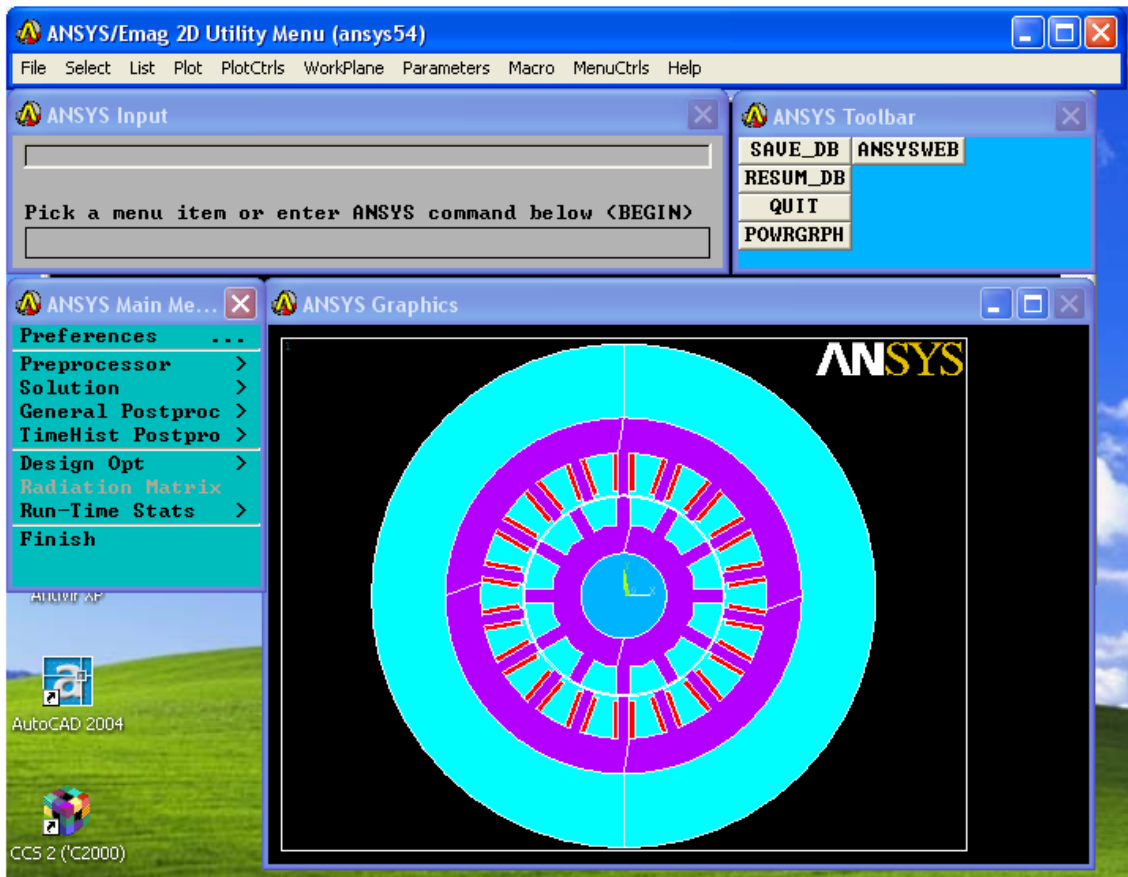 ANSYS/Emag 2D Utility Menu (ansys54)
File Select List Plot PlotCtrls WorkPlane Parameters Macro MenuCtrls Help
ANSYS Input
Pick a menu item or enter ANSYS command below (BEGIN)
ANSYS Toolbar
SAVE_DB ANSYSWEB
RESUM_DB
QUIT
POWRGRPH
ANSYS Main Me...
Preferences ...
Preprocessor >
Solution >
General Postproc >
TimeHist Postpro >
Design Opt >
Radiation Matrix
Run-Time Stats >
Finish
ANSYS Graphics
1
ANSYS
Y
X
AutoCAD 2004
CCS 2 ('C2000)